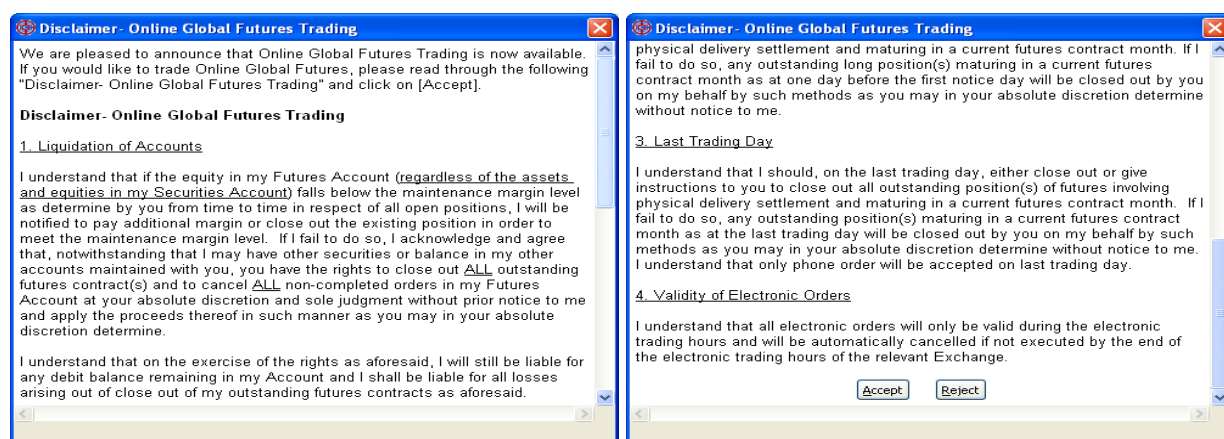 Disclaimer- Online Global Futures Trading
We are pleased to announce that Online Global Futures Trading is now available.
If you would like to trade Online Global Futures, please read through the following
"Disclaimer- Online Global Futures Trading" and click on [Accept].
Disclaimer- Online Global Futures Trading
1. Liquidation of Accounts
I understand that if the equity in my Futures Account (regardless of the assets
and equities in my Securities Account) falls below the maintenance margin level
as determine by you from time to time in respect of all open positions, I will be
notified to pay additional margin or close out the existing position in order to
meet the maintenance margin level.  If I fail to do so, I acknowledge and agree
that, notwithstanding that I may have other securities or balance in my other
accounts maintained with you, you have the rights to close out ALL outstanding
futures contract(s) and to cancel ALL non-completed orders in my Futures
Account at your absolute discretion and sole judgment without prior notice to me
and apply the proceeds thereof in such manner as you may in your absolute
discretion determine.
I understand that on the exercise of the rights as aforesaid, I will still be liable for
any debit balance remaining in my Account and I shall be liable for all losses
arising out of close out of my outstanding futures contracts as aforesaid.
Disclaimer- Online Global Futures Trading
physical delivery settlement and maturing in a current futures contract month. If I
fail to do so, any outstanding long position(s) maturing in a current futures
contract month as at one day before the first notice day will be closed out by you
on my behalf by such methods as you may in your absolute discretion determine
without notice to me.
3. Last Trading Day
I understand that I should, on the last trading day, either close out or give
instructions to you to close out all outstanding position(s) of futures involving
physical delivery settlement and maturing in a current futures contract month.  If I
fail to do so, any outstanding position(s) maturing in a current futures contract
month as at the last trading day will be closed out by you on my behalf by such
methods as you may in your absolute discretion determine without notice to me.
I understand that only phone order will be accepted on last trading day.
4. Validity of Electronic Orders
I understand that all electronic orders will only be valid during the electronic
trading hours and will be automatically cancelled if not executed by the end of
the electronic trading hours of the relevant Exchange.
Accept Reject